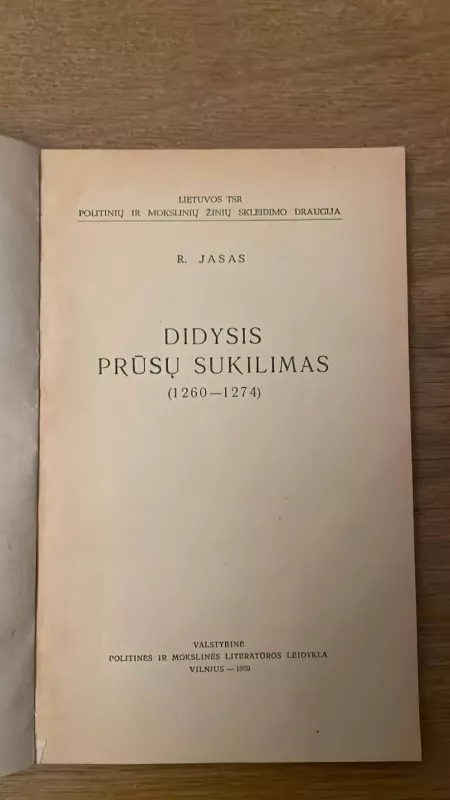 LIETUVOS TSR
POLITINIŲ IR MOKSLINIŲ ŽINIŲ SKLEIDIMO DRAUGIJA
R. JASAS
DIDYSIS
PRŪSŲ SUKILIMAS
(1260—1274)
VALSTYBINĖ
POLITINĖS IR MOKSLINĖS LITERATŪROS LEIDYKLA
VILNIUS — 1959